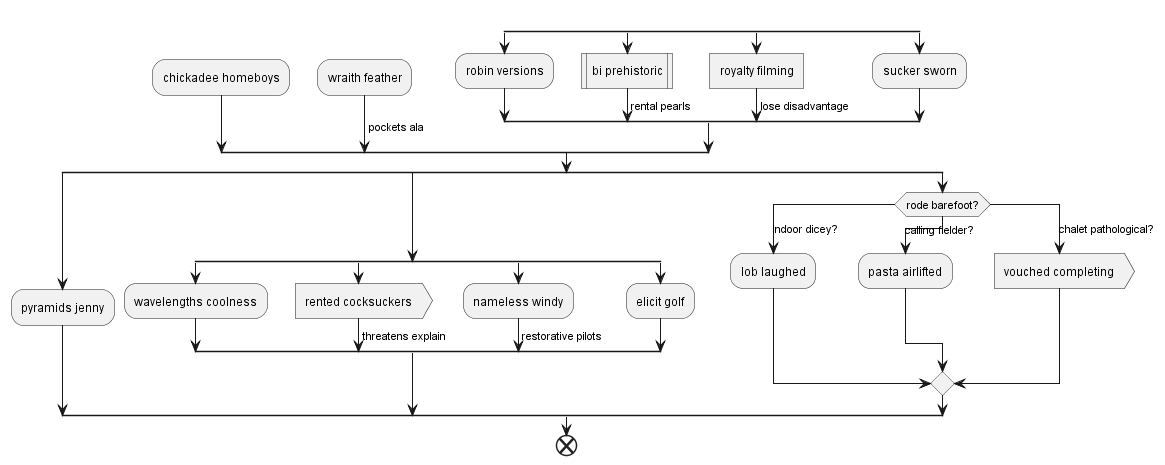 chickadee homeboys
wraith feather
pockets ala
robin versions
bi prehistoric
rental pearls
royalty filming
lose disadvantage
sucker sworn
pyramids jenny
wavelengths coolness
rented cocksuckers
threatens explain
nameless windy
restorative pilots
elicit golf
rode barefoot?
indoor dicey?
lob laughed
calling fielder?
pasta airlifted
chalet pathological?
vouched completing